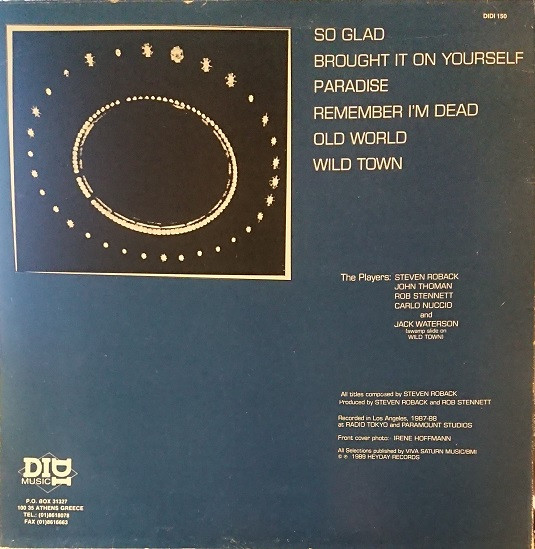 DIDI 150
SO GLAD
BROUGHT IT ON YOURSELF
PARADISE
REMEMBER I'M DEAD
OLD WORLD
WILD TOWN
The Players: STEVEN ROBACK
JOHN THOMAN
ROB STENNETT
CARLO NUCCIO
and
JACK WATERSON
(swamp slide on
WILD TOWN)
All titles composed by STEVEN ROBACK
Produced by STEVEN ROBACK and ROB STENNETT
Recorded in Los Angeles, 1987-88
at RADIO TOKYO and PARAMOUNT STUDIOS
Front cover photo: IRENE HOFFMANN
All Selections published by VIVA SATURN MUSIC/BMI
© ℗ 1989 HEYDAY RECORDS
DIDI
MUSIC
P.O. BOX 31327
100 35 ATHENS GREECE
TEL.: (01)8618078
FAX (01)8616663